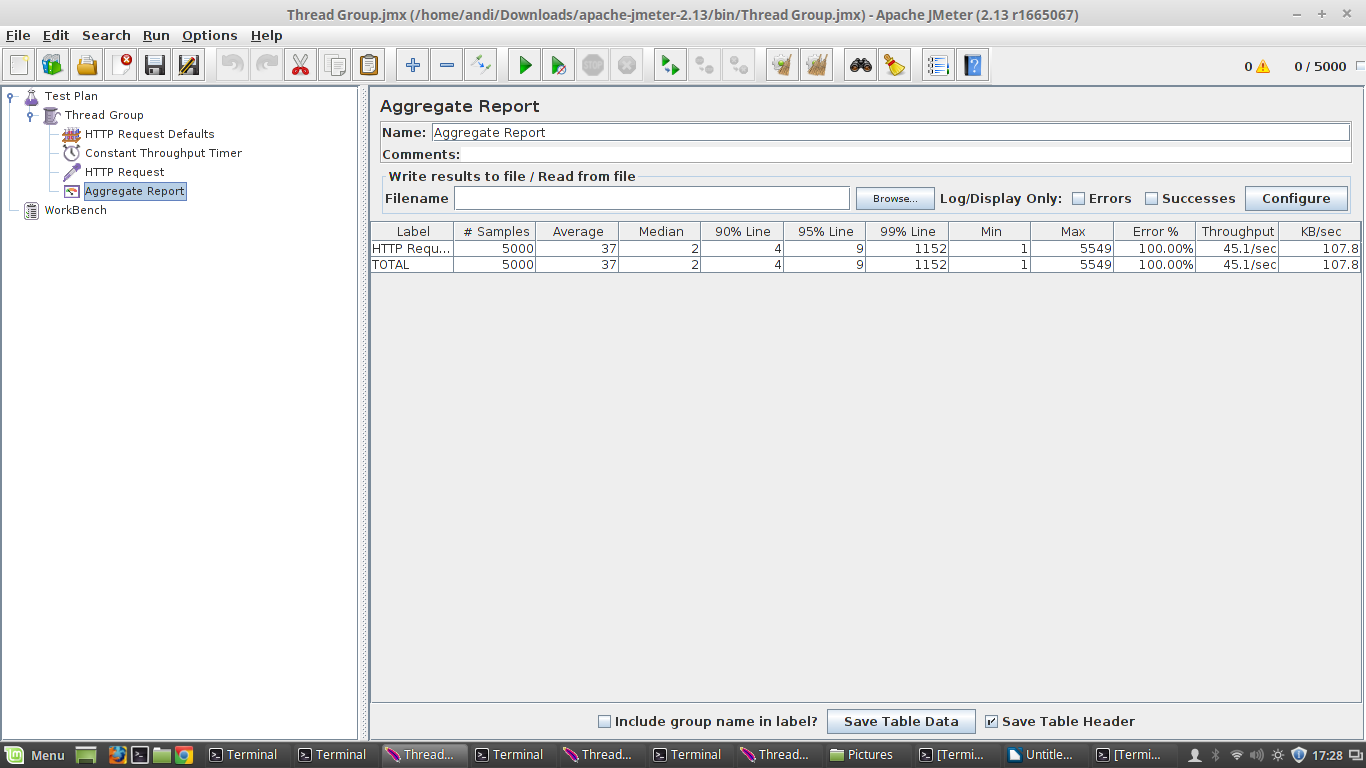 Thread Group.jmx (/home/andi/Downloads/apache-jmeter-2.13/bin/Thread Group.jmx) - Apache JMeter (2.13 r1665067)
File Edit Search Run Options Help
STOP
0 0 / 5000
Test Plan
Thread Group
HTTP Request Defaults
Constant Throughput Timer
HTTP Request
Aggregate Report
WorkBench
Aggregate Report
Name: Aggregate Report
Comments:
Write results to file / Read from file
Filename Browse... Log/Display Only: Errors Successes Configure
Label # Samples Average Median 90% Line 95% Line 99% Line Min Max Error % Throughput KB/sec
HTTP Requ... 5000 37 2 4 9 1152 1 5549 100.00% 45.1/sec 107.8
TOTAL 5000 37 2 4 9 1152 1 5549 100.00% 45.1/sec 107.8
Include group name in label? Save Table Data Save Table Header
Menu Terminal Terminal Thread... Terminal Thread... Terminal Thread... Pictures [Termi... Untitle... [Termi... 17:28